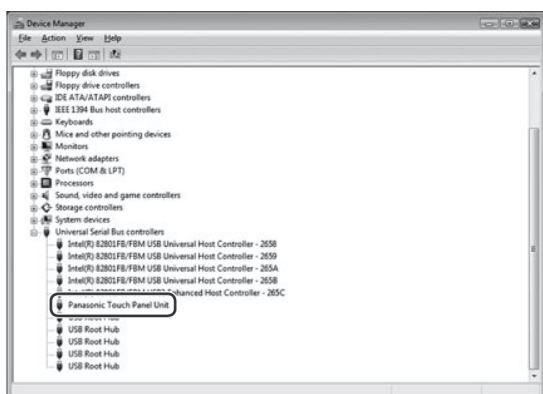 Device Manager
File Action View Help
Floppy disk drives
Floppy drive controllers
IDE ATA/ATAPI controllers
IEEE 1394 Bus host controllers
Keyboards
Mice and other pointing devices
Monitors
Network adapters
Ports (COM & LPT)
Processors
Sound, video and game controllers
Storage controllers
System devices
Universal Serial Bus controllers
Intel(R) 82801FB/FBM USB Universal Host Controller - 2658
Intel(R) 82801FB/FBM USB Universal Host Controller - 2659
Intel(R) 82801FB/FBM USB Universal Host Controller - 265A
Intel(R) 82801FB/FBM USB Universal Host Controller - 265B
Enhanced Host Controller - 265C
Panasonic Touch Panel Unit
USB Root Hub
USB Root Hub
USB Root Hub
USB Root Hub